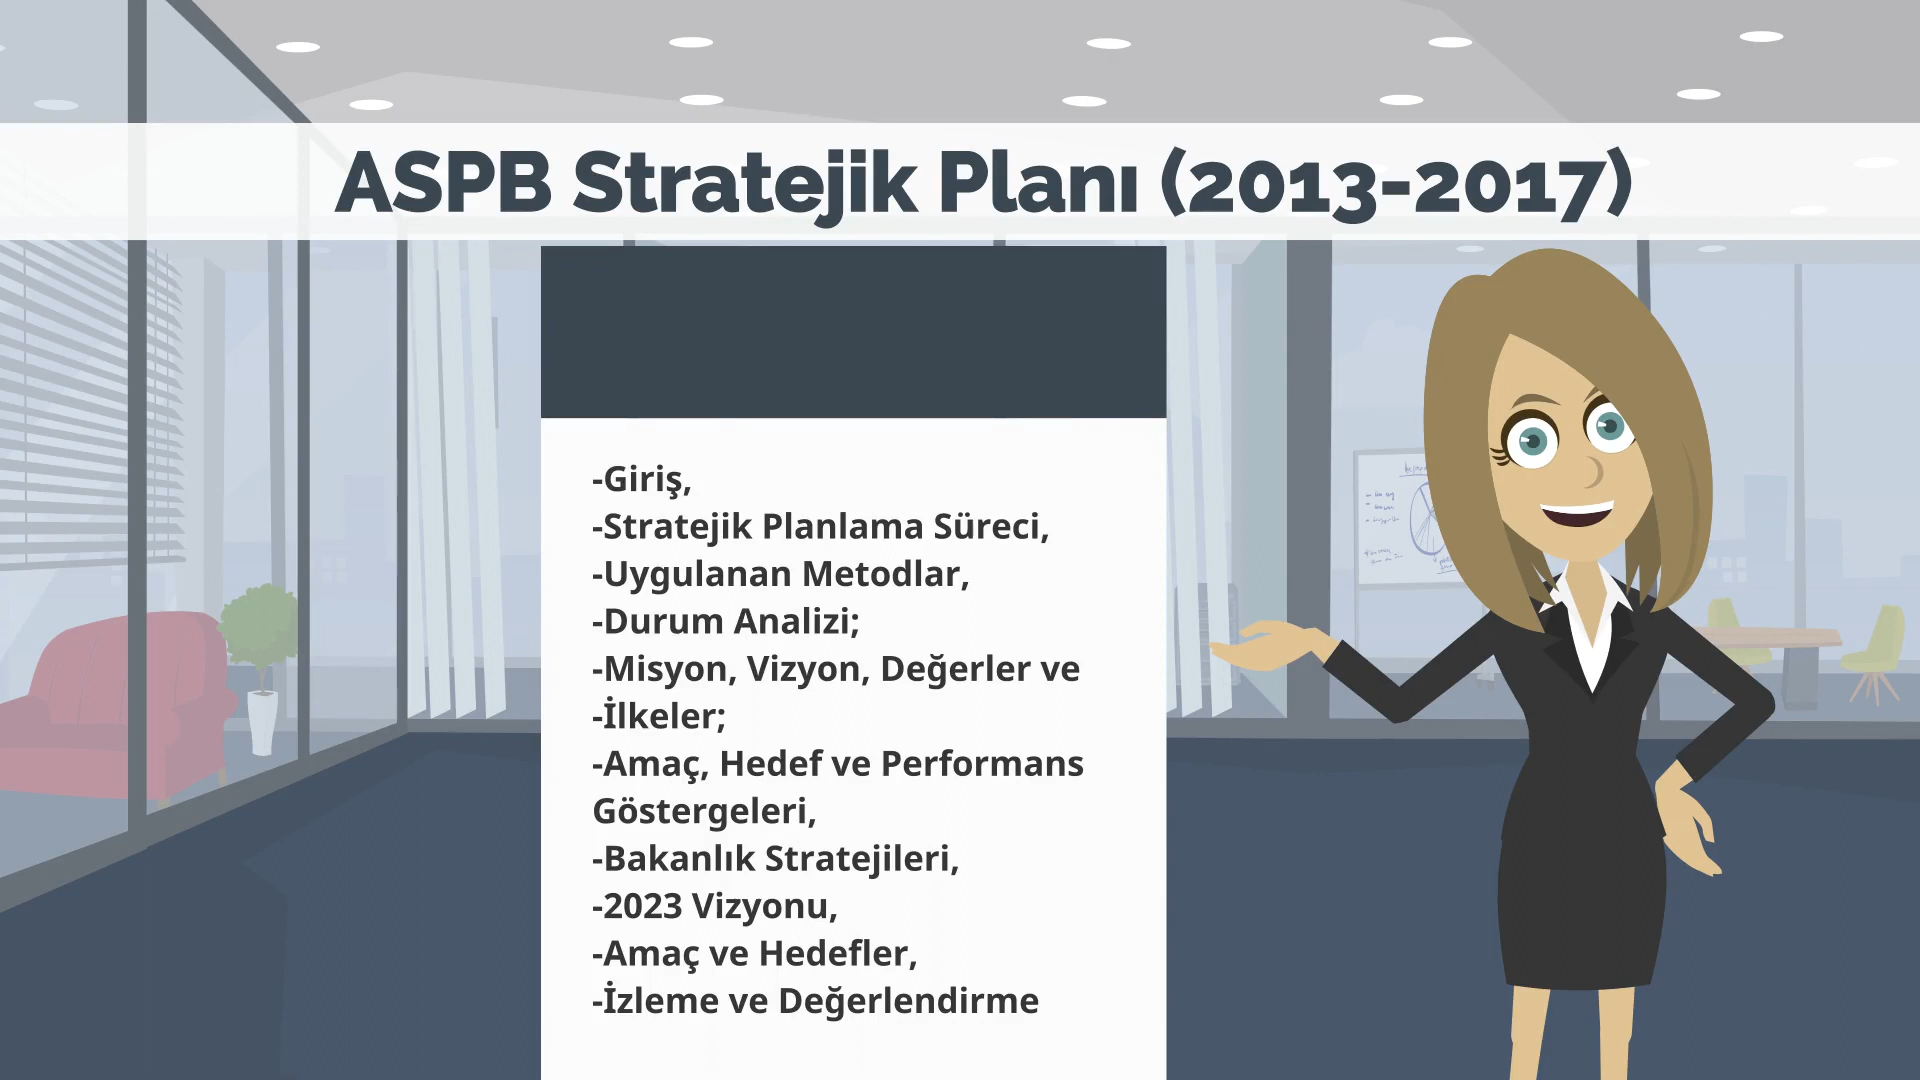 ASPB Stratejik Planı (2013-2017)
-Giriş,
-Stratejik Planlama Süreci,
-Uygulanan Metodlar,
-Durum Analizi;
-Misyon, Vizyon, Değerler ve
-İlkeler;
-Amaç, Hedef ve Performans
Göstergeleri,
-Bakanlık Stratejileri,
-2023 Vizyonu,
-Amaç ve Hedefler,
-İzleme ve Değerlendirme